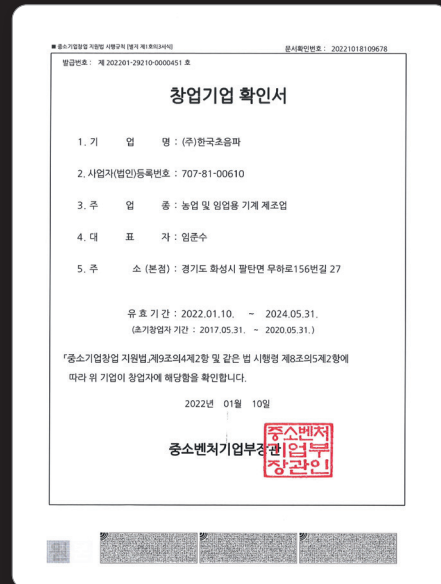 ■ 중소기업창업 지원법 시행규칙 [별지 제1호의3서식]
문서확인번호 : 20221018109678
발급번호 : 제 202201-29210-0000451 호
창업기업 확인서
1. 기 업 명 : (주)한국초음파
2. 사업자(법인)등록번호 : 707-81-00610
3. 주 업 종 : 농업 및 임업용 기계 제조업
4. 대 표 자 : 임준수
5. 주 소 (본점) : 경기도 화성시 팔탄면 무하로156번길 27
유 효 기 간 : 2022.01.10. ~ 2024.05.31.
(초기창업자 기간 : 2017.05.31. ~ 2020.05.31.)
「중소기업창업 지원법」제9조의4제2항 및 같은 법 시행령 제8조의5제2항에
따라 위 기업이 창업자에 해당함을 확인합니다.
2022년 01월 10일
중소벤처기업부장관
중소벤처
기업부
장관인